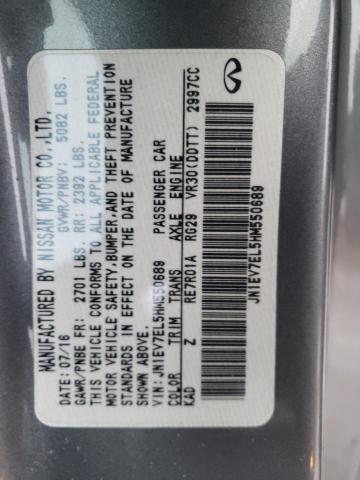 MANUFACTURED BY NISSAN MOTOR CO.,LTD.
DATE: 07/16 GVWR/PNBV: 5082 LBS.
GAWR/PNBE FR: 2701 LBS. RR: 2392 LBS.
THIS VEHICLE CONFORMS TO ALL APPLICABLE FEDERAL
MOTOR VEHICLE SAFETY,BUMPER,AND THEFT PREVENTION
STANDARDS IN EFFECT ON THE DATE OF MANUFACTURE
SHOWN ABOVE.
VIN: JN1EV7EL5HM550689 PASSENGER CAR
COLOR TRIM TRANS AXLE ENGINE
KAD Z RE7R01A RG29 VR30(DDTT) 2997CC
JN1EV7EL5HM550689